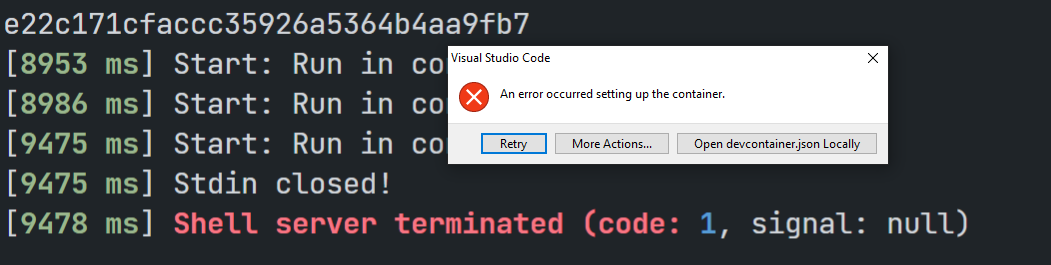 e22c171cfaccc35926a5364b4aa9fb7
[8953 ms] Start: Run in co
[8986 ms] Start: Run in co
[9475 ms] Start: Run in co
[9475 ms] Stdin closed!
[9478 ms] Shell server terminated (code: 1, signal: null)
Visual Studio Code
An error occurred setting up the container.
Retry
More Actions...
Open devcontainer.json Locally